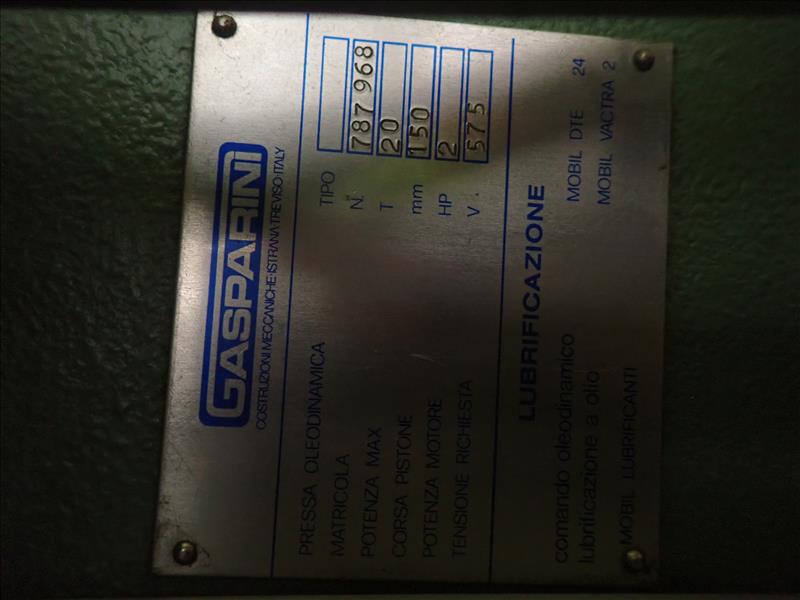 GASPARINI
COSTRUZIONI MECCANICHE·ISTRANA·TREVISO·ITALY
PRESSA OLEODINAMICA TIPO
MATRICOLA N. 787 968
POTENZA MAX T 20
CORSA PISTONE mm 150
POTENZA MOTORE HP 2
TENSIONE RICHIESTA V. 575
LUBRIFICAZIONE
comando oleodinamico MOBIL DTE 24
lubrificazione a olio MOBIL VACTRA 2
MOBIL LUBRIFICANTI